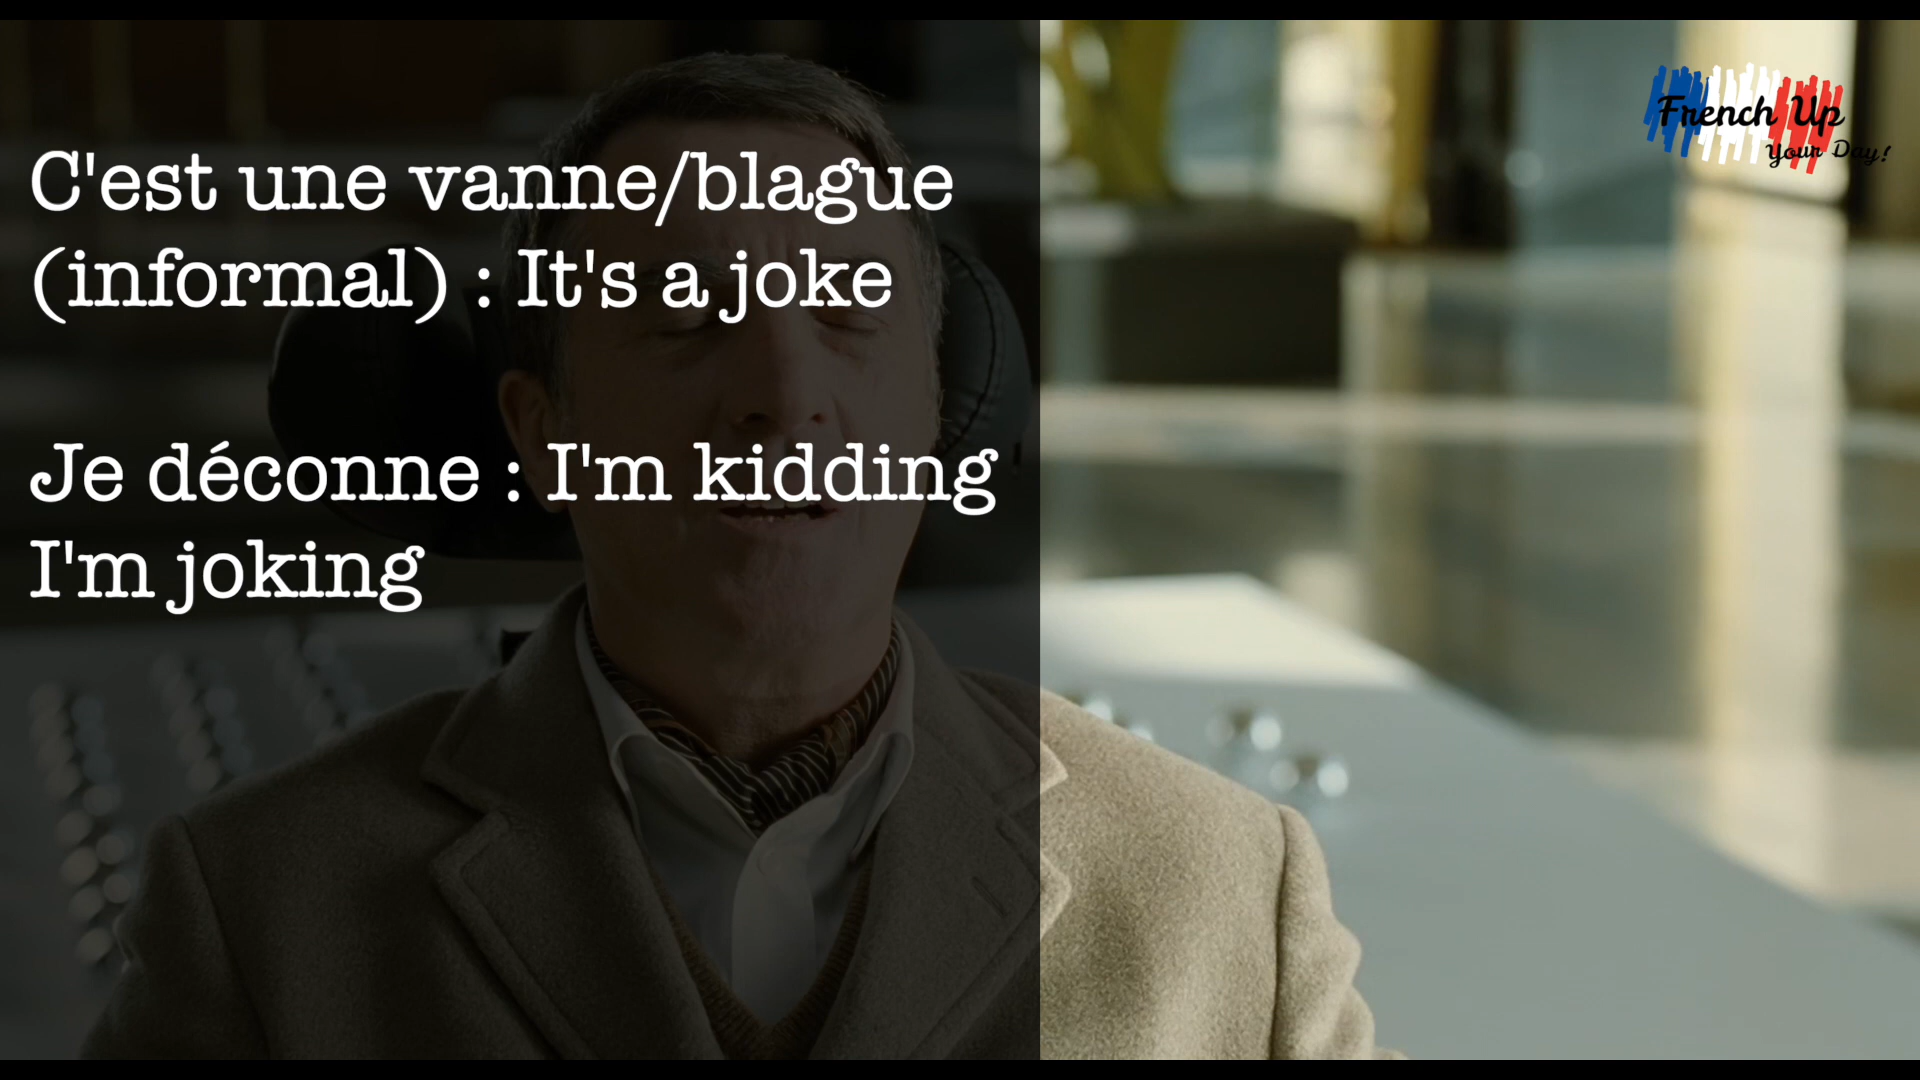 C'est une vanne/blague
(informal) : It's a joke
Je déconne : I'm kidding
I'm joking
French Up
Your Day!